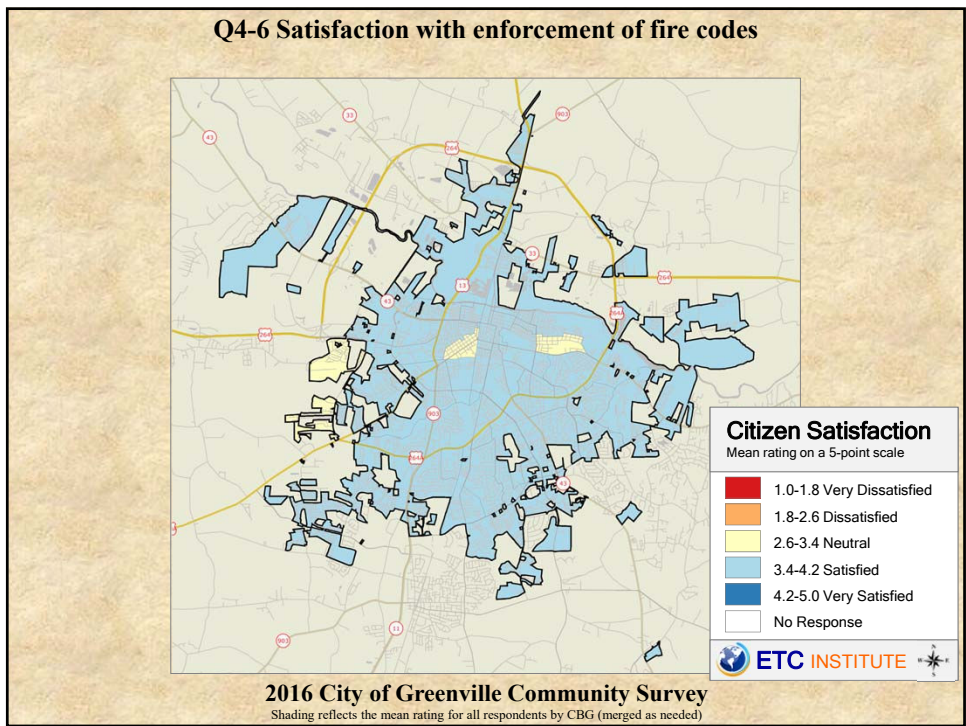 Q4-6 Satisfaction with enforcement of fire codes
903
33
43
264
33
264
13
43
264A
264
903
264A
43
11
903
Citizen Satisfaction
Mean rating on a 5-point scale
1.0-1.8 Very Dissatisfied
1.8-2.6 Dissatisfied
2.6-3.4 Neutral
3.4-4.2 Satisfied
4.2-5.0 Very Satisfied
No Response
ETC INSTITUTE
N
W E
S
2016 City of Greenville Community Survey
Shading reflects the mean rating for all respondents by CBG (merged as needed)